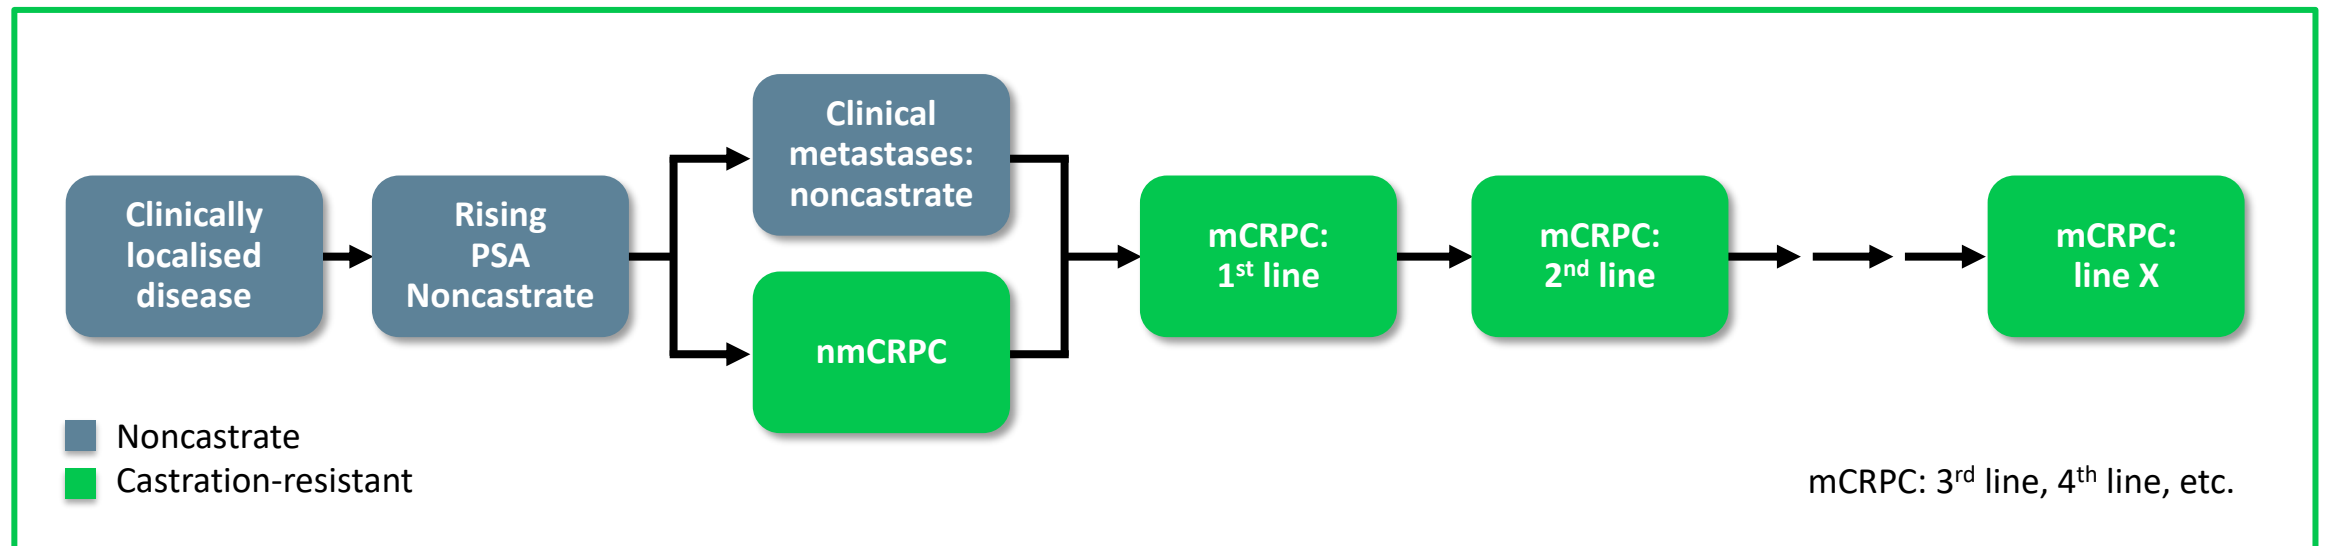 Clinically
localised
disease
Rising
PSA
Noncastrate
Clinical
metastases:
noncastrate
nmCRPC
mCRPC:
1st line
mCRPC:
2nd line
mCRPC:
line X
Noncastrate
Castration-resistant
mCRPC: 3rd line, 4th line, etc.